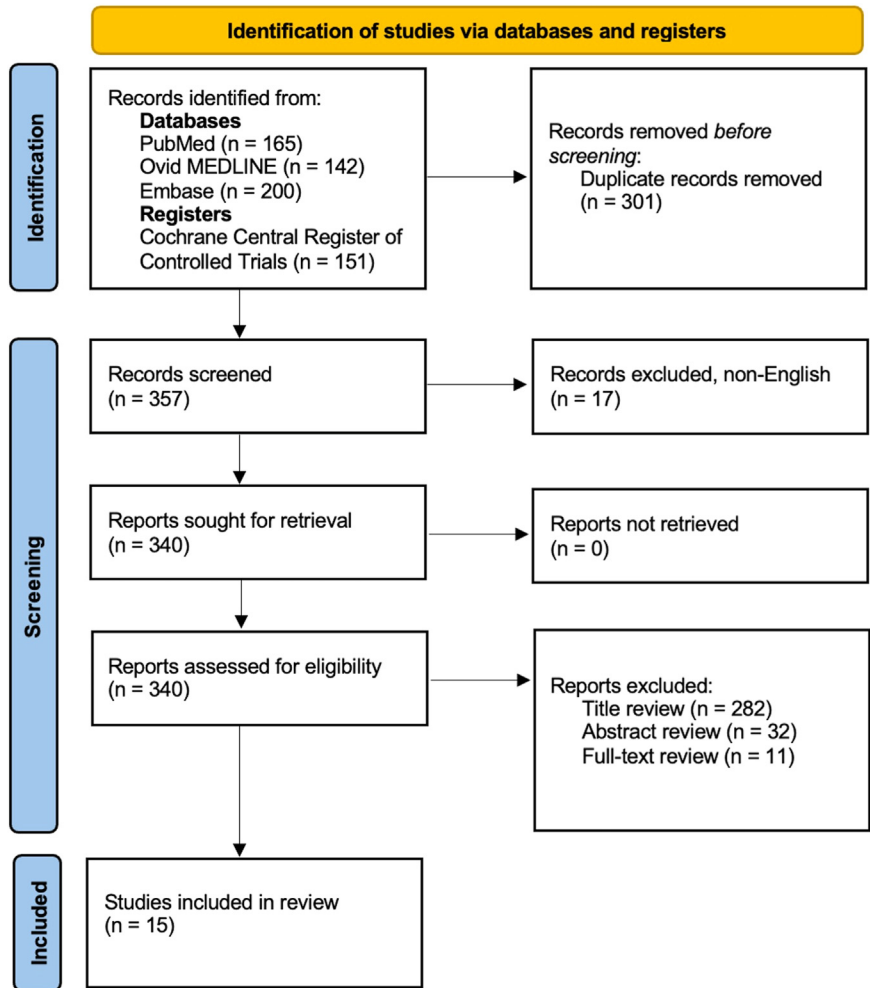 Identification of studies via databases and registers
Identification
Records identified from:
Databases
PubMed (n = 165)
Ovid MEDLINE (n = 142)
Embase (n = 200)
Registers
Cochrane Central Register of
Controlled Trials (n = 151)
Records removed before
screening:
Duplicate records removed
(n = 301)
Screening
Records screened
(n = 357)
Records excluded, non-English
(n = 17)
Reports sought for retrieval
(n = 340)
Reports not retrieved
(n = 0)
Reports assessed for eligibility
(n = 340)
Reports excluded:
Title review (n = 282)
Abstract review (n = 32)
Full-text review (n = 11)
Included
Studies included in review
(n = 15)